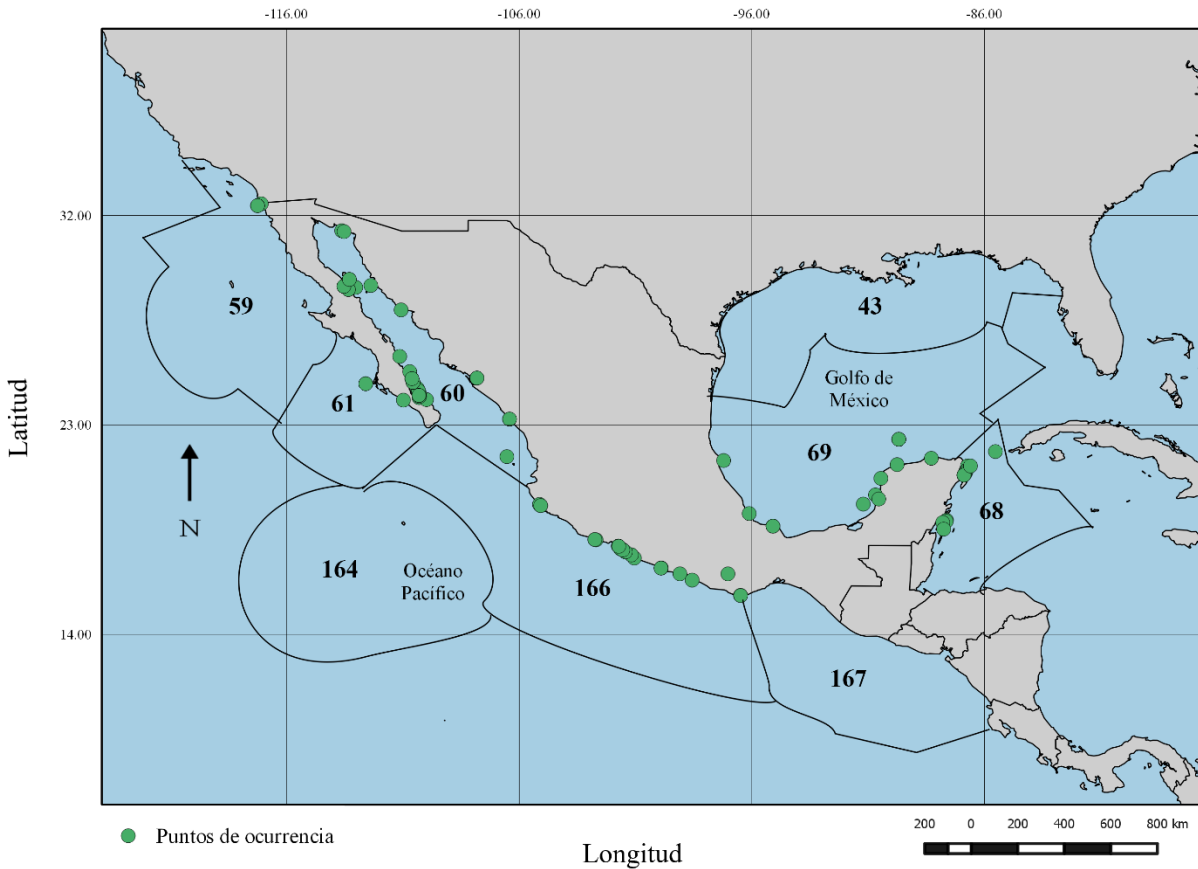 -116.00 -106.00 -96.00 -86.00
32.00
23.00
14.00
Latitud
59
43
Golfo de
México
61
60
69
68
N
164
Océano
Pacífico
166
167
Puntos de ocurrencia
Longitud
200 0 200 400 600 800 km